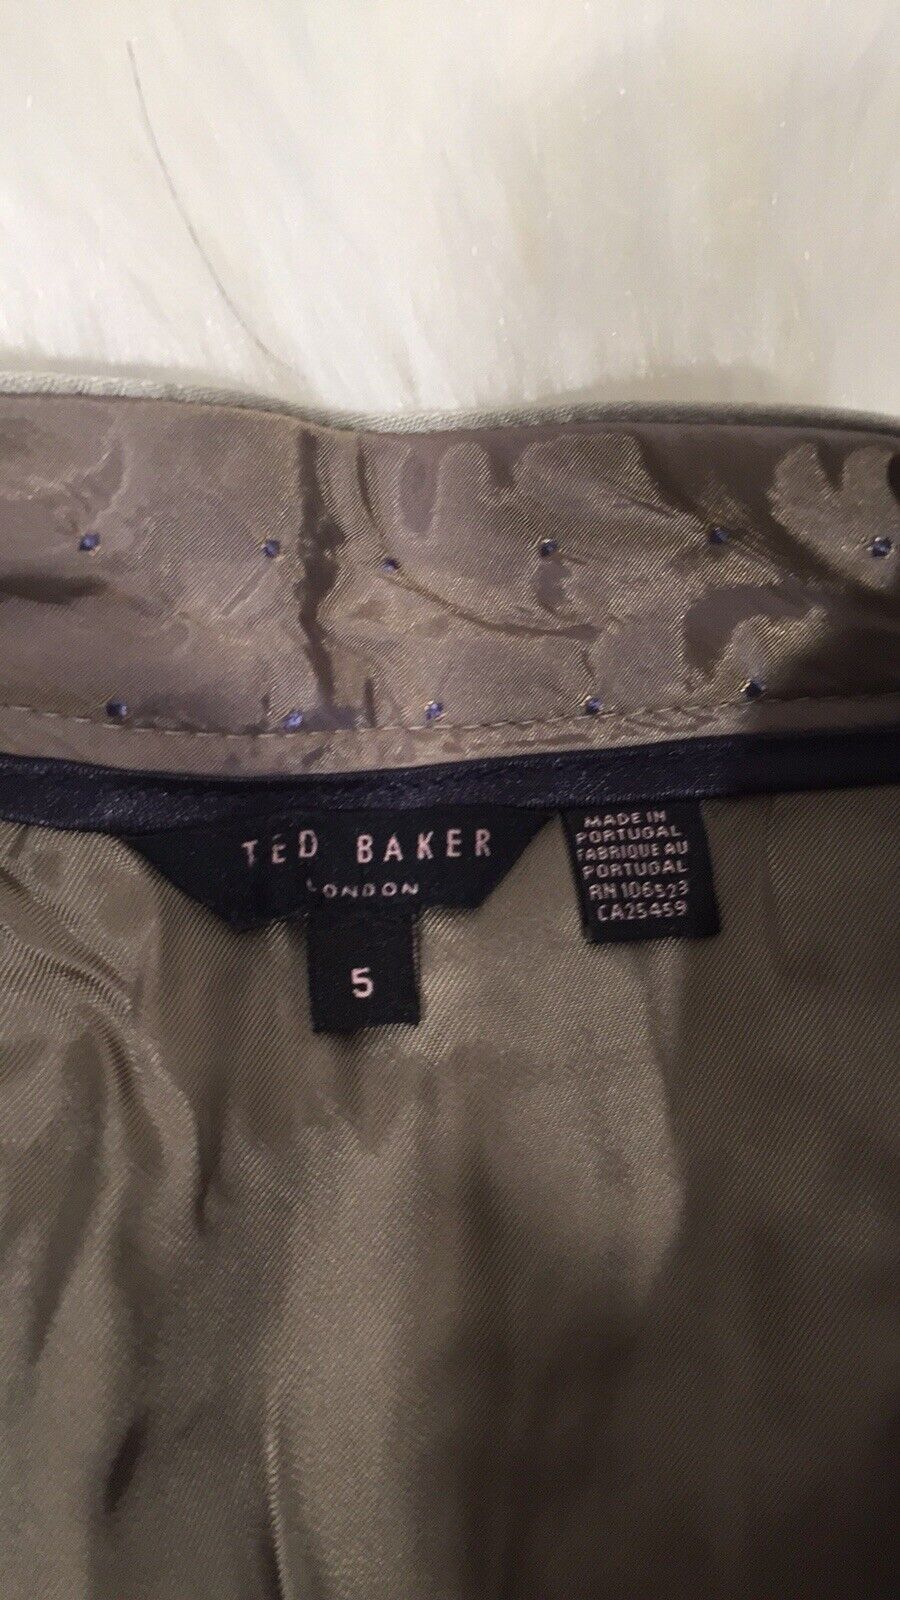 TED BAKER
LONDON
5
MADE IN
PORTUGAL
FABRIQUE AU
PORTUGAL
RN 106523
CA25459